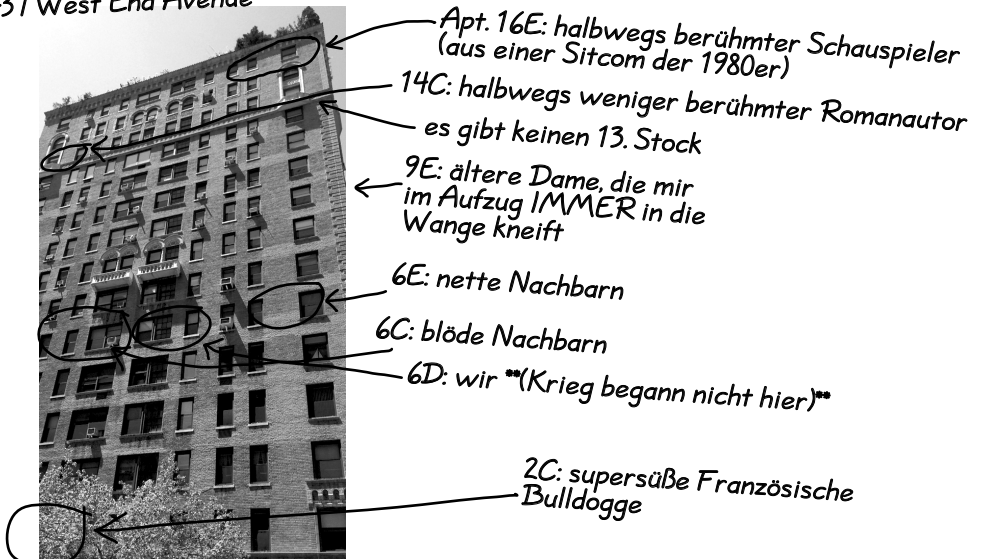 West End Avenue
Apt. 16E: halbwegs berühmter Schauspieler
(aus einer Sitcom der 1980er)
14C: halbwegs weniger berühmter Romanautor
es gibt keinen 13. Stock
9E: ältere Dame, die mir
im Aufzug IMMER in die
Wange kneift
6E: nette Nachbarn
6C: blöde Nachbarn
6D: wir **(Krieg begann nicht hier)**
2C: supersüße Französische
Bulldogge